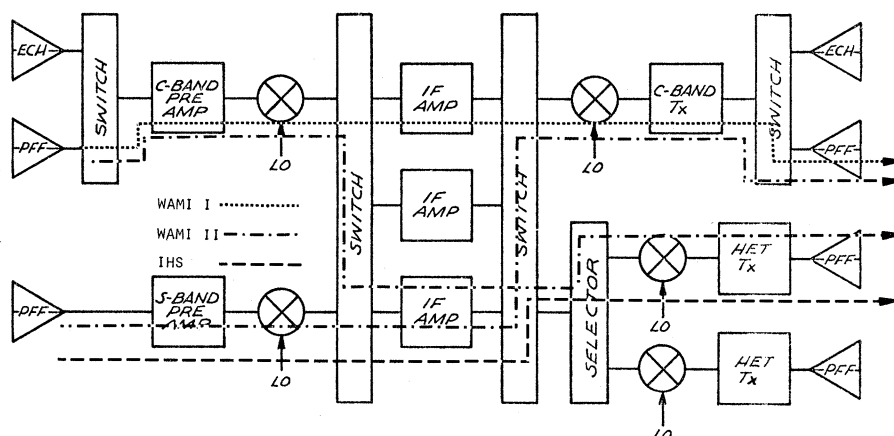 ECH
PFF
SWITCH
C-BAND
PRE
AMP
LO
SWITCH
IF
AMP
IF
AMP
SWITCH
LO
C-BAND
Tx
SWITCH
ECH
PFF
WAMI I
WAMI II
IHS
PFF
S-BAND
PRE
AMP
LO
IF
AMP
SELECTOR
LO
HET
Tx
PFF
LO
HET
Tx
PFF